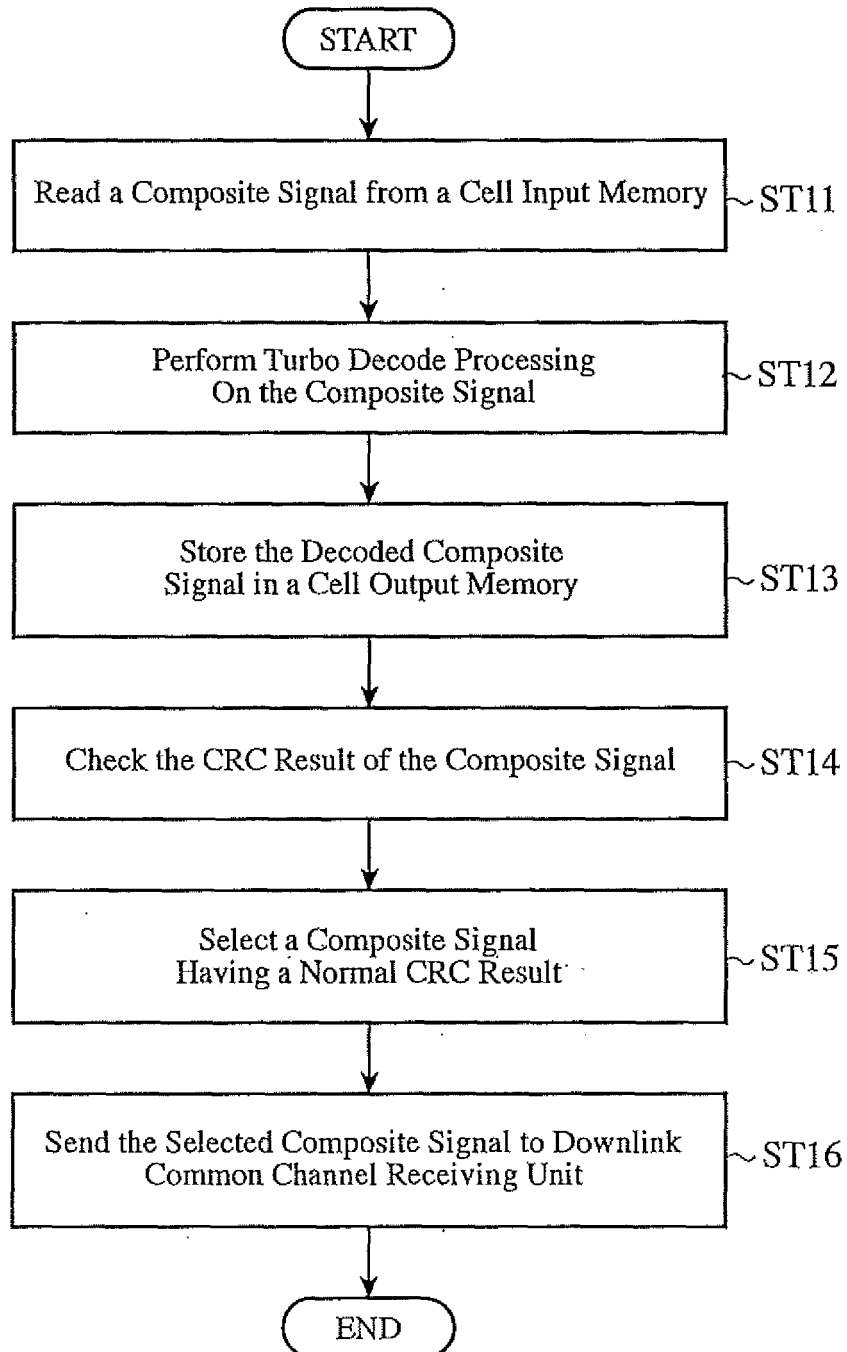 START
Read a Composite Signal from a Cell Input Memory
ST11
Perform Turbo Decode Processing
On the Composite Signal
ST12
Store the Decoded Composite
Signal in a Cell Output Memory
ST13
Check the CRC Result of the Composite Signal
ST14
Select a Composite Signal
Having a Normal CRC Result
ST15
Send the Selected Composite Signal to Downlink
Common Channel Receiving Unit
ST16
END